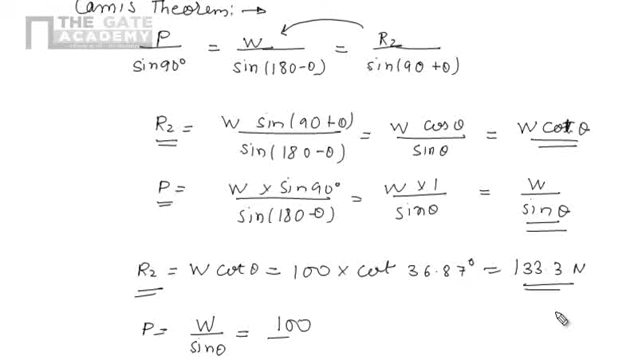 Lamis Theorem: →
THE GATE ACADEMY
P / sin90° = W / sin(180-θ) = R₂ / sin(90+θ)
R₂ = W sin(90+θ) / sin(180-θ) = W cosθ / sinθ = W cotθ
P = W × sin90° / sin(180-θ) = W×1 / sinθ = W / sinθ
R₂ = W cotθ = 100 × cot 36.87° = 133.3 N
P = W / sinθ = 100